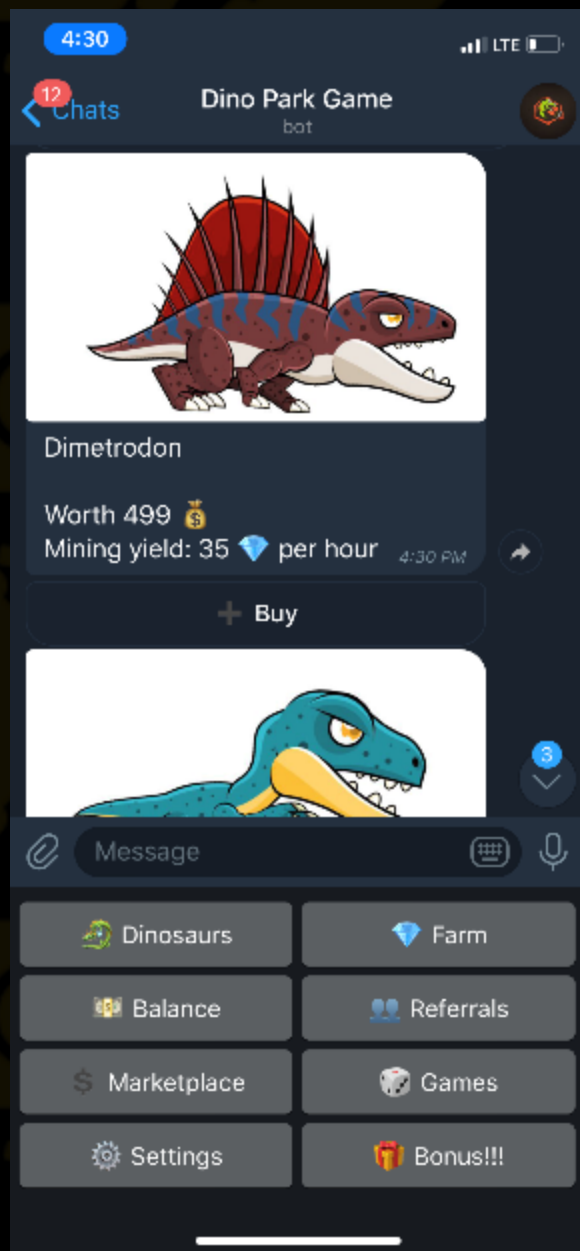 4:30
LTE
12
Chats
Dino Park Game
bot
Dimetrodon
Worth 499 💰
Mining yield: 35 💎 per hour
4:30 PM
➕ Buy
3
Message
🐉 Dinosaurs
💎 Farm
💵 Balance
👥 Referrals
💲 Marketplace
🎲 Games
⚙️ Settings
🎁 Bonus!!!